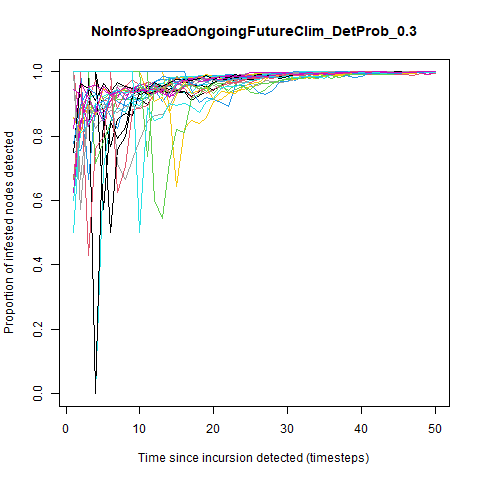 NoInfoSpreadOngoingFutureClim_DetProb_0.3
Proportion of infested nodes detected
1.0
0.8
0.6
0.4
0.2
0.0
0 10 20 30 40 50
Time since incursion detected (timesteps)